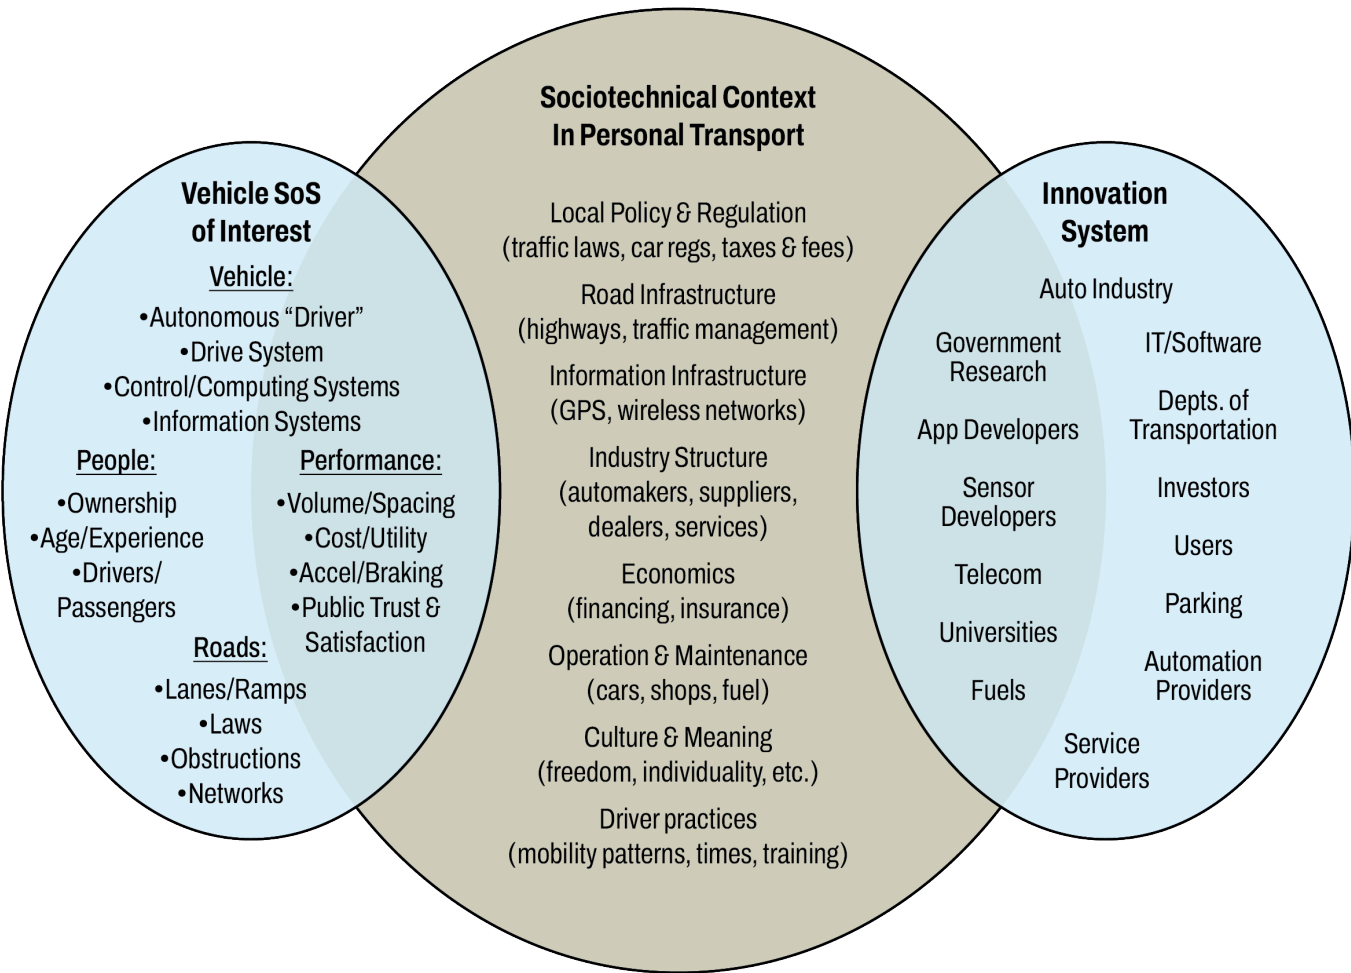 Sociotechnical Context
In Personal Transport
Local Policy & Regulation
(traffic laws, car regs, taxes & fees)
Road Infrastructure
(highways, traffic management)
Information Infrastructure
(GPS, wireless networks)
Industry Structure
(automakers, suppliers,
dealers, services)
Economics
(financing, insurance)
Operation & Maintenance
(cars, shops, fuel)
Culture & Meaning
(freedom, individuality, etc.)
Driver practices
(mobility patterns, times, training)
Vehicle SoS
of Interest
Vehicle:
•Autonomous “Driver”
•Drive System
•Control/Computing Systems
•Information Systems
People:
•Ownership
•Age/Experience
•Drivers/
Passengers
Performance:
•Volume/Spacing
•Cost/Utility
•Accel/Braking
•Public Trust &
Satisfaction
Roads:
•Lanes/Ramps
•Laws
•Obstructions
•Networks
Innovation
System
Auto Industry
Government
Research
App Developers
Sensor
Developers
Telecom
Universities
Fuels
IT/Software
Depts. of
Transportation
Investors
Users
Parking
Automation
Providers
Service
Providers